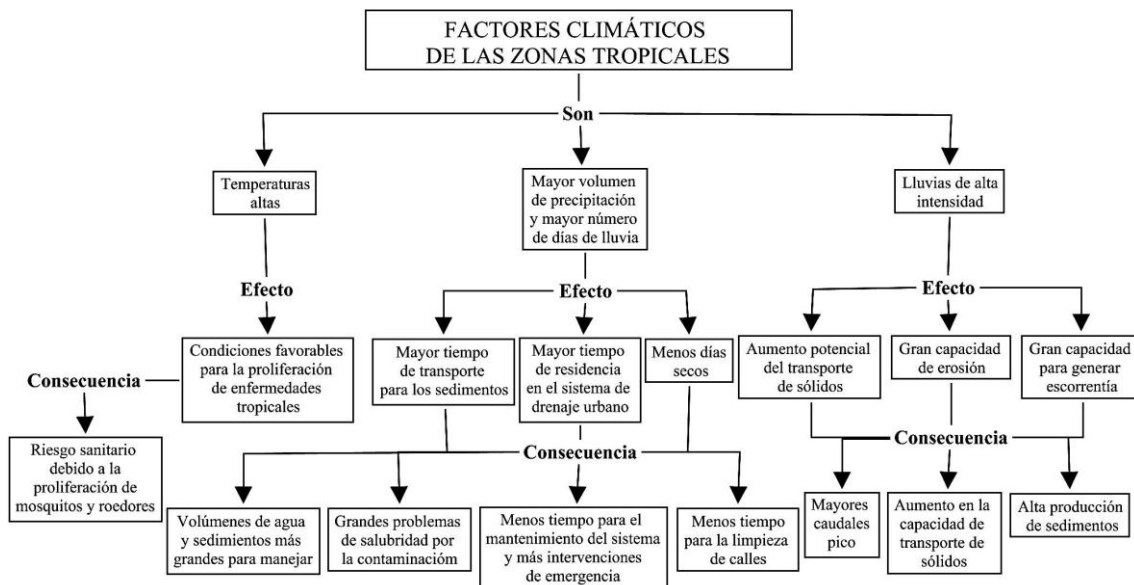 FACTORES CLIMÁTICOS
DE LAS ZONAS TROPICALES
Son
Temperaturas
altas
Mayor volumen
de precipitación
y mayor número
de días de lluvia
Lluvias de alta
intensidad
Efecto
Efecto
Efecto
Condiciones favorables
para la proliferación
de enfermedades
tropicales
Mayor tiempo
de transporte
para los sedimentos
Mayor tiempo
de residencia
en el sistema de
drenaje urbano
Menos días
secos
Aumento potencial
del transporte
de sólidos
Gran capacidad
de erosión
Gran capacidad
para generar
escorrentía
Consecuencia
Consecuencia
Consecuencia
Riesgo sanitario
debido a la
proliferación de
mosquitos y roedores
Volúmenes de agua
y sedimentos más
grandes para manejar
Grandes problemas
de salubridad por
la contaminacióm
Menos tiempo para el
mantenimiento del sistema
y más intervenciones
de emergencia
Menos tiempo
para la limpieza
de calles
Mayores
caudales
pico
Aumento en la
capacidad de
transporte de
sólidos
Alta producción
de sedimentos